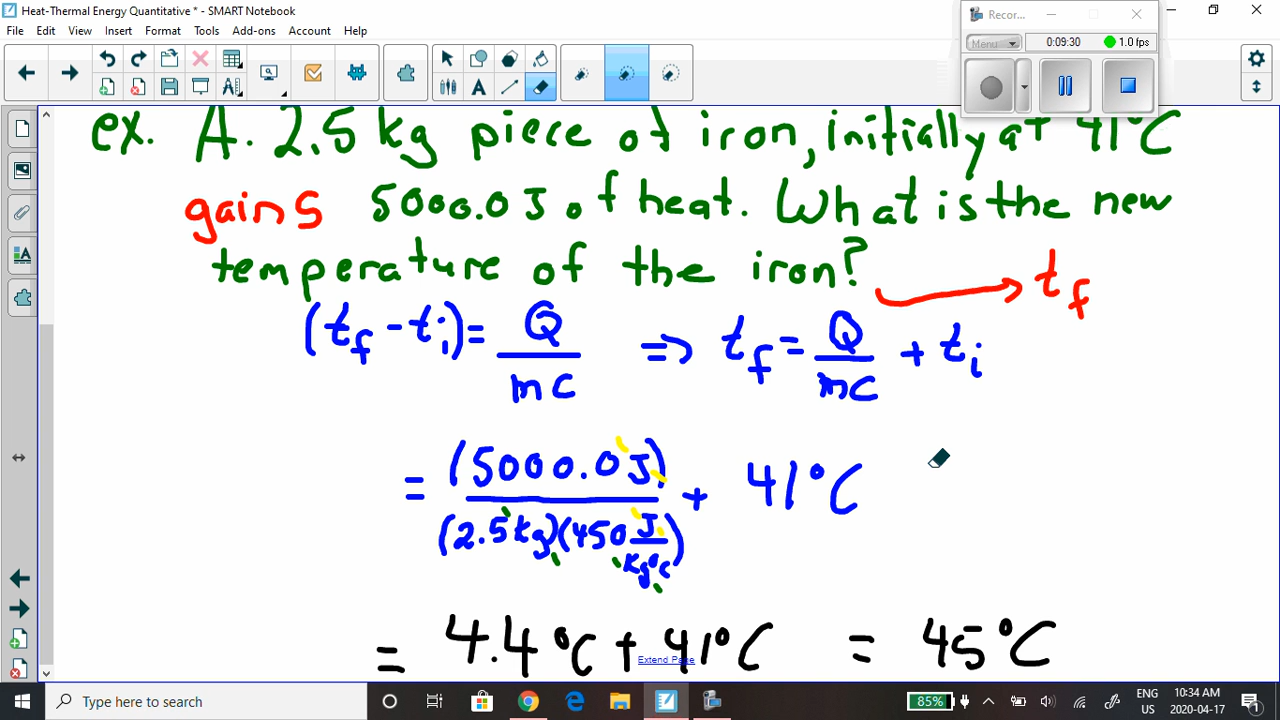 Heat-Thermal Energy Quantitative * - SMART Notebook
File Edit View Insert Format Tools Add-ons Account Help
Recor...
Menu 0:09:30 1.0 fps
ex. A. 2.5 kg piece of iron, initially at 41°C
gains 5000.0 J of heat. What is the new
temperature of the iron?
tf
(tf - ti) = Q/mc => tf = Q/mc + ti
= (5000.0 J)/(2.5 kg)(450 J/kg°C) + 41°C
= 4.4°C + 41°C = 45°C
Extend Page
Type here to search
85%
ENG 10:34 AM
US 2020-04-17
1